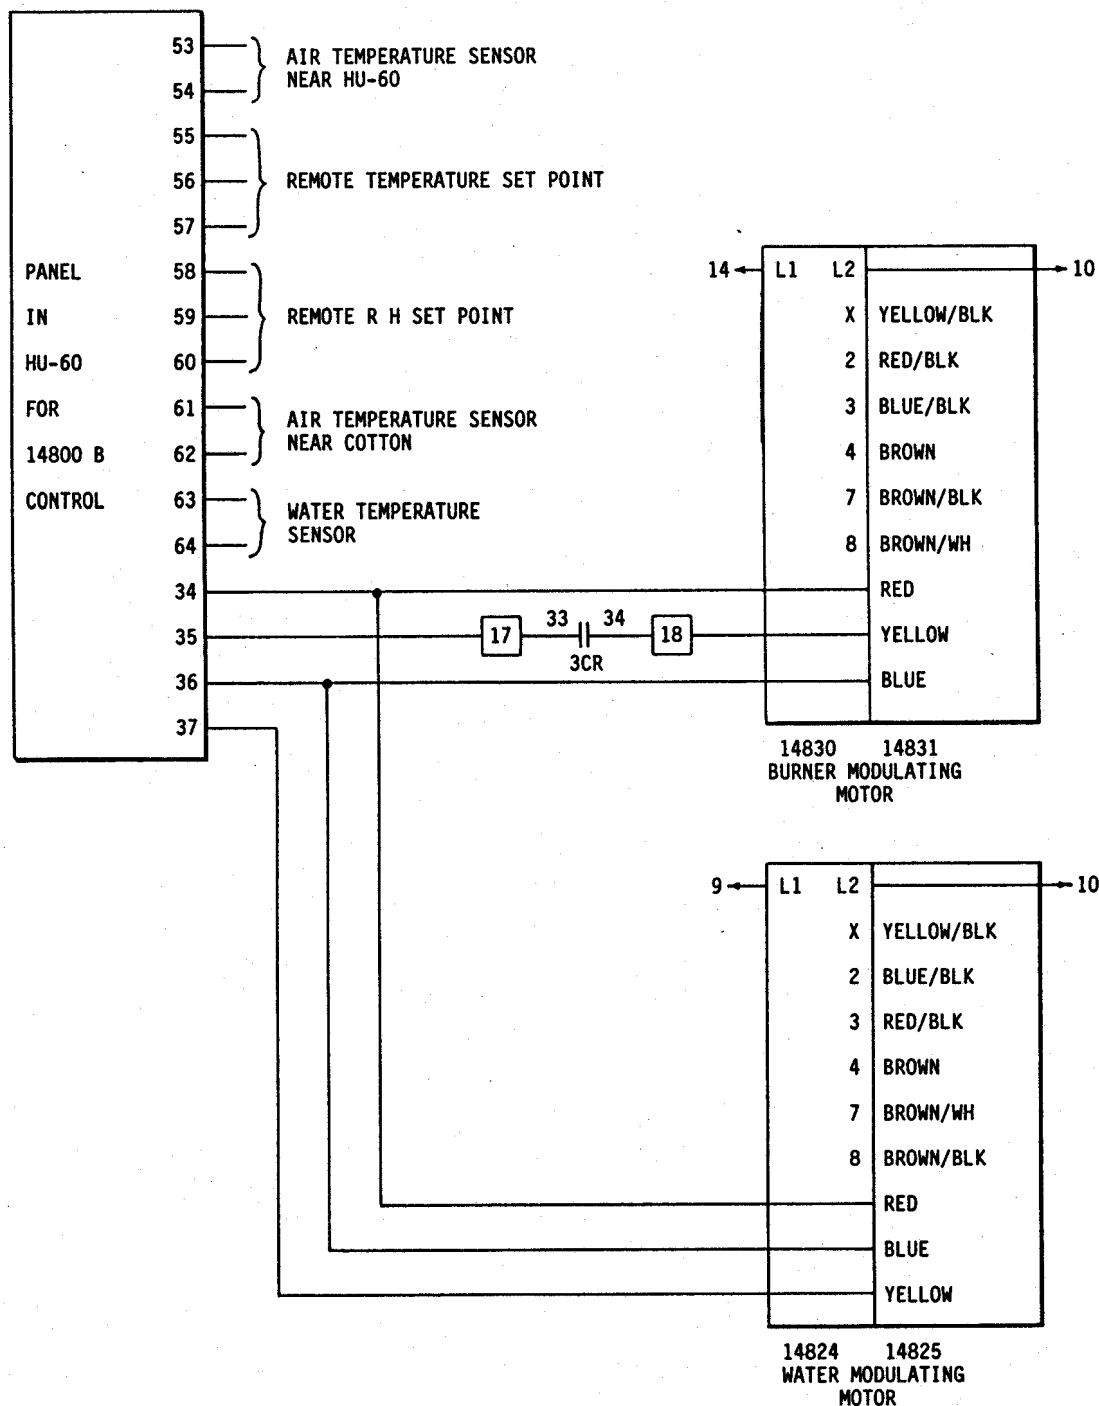 53
AIR TEMPERATURE SENSOR
NEAR HU-60
54
55
56
REMOTE TEMPERATURE SET POINT
57
PANEL
58
IN
59
REMOTE R H SET POINT
HU-60
60
FOR
61
AIR TEMPERATURE SENSOR
NEAR COTTON
14800 B
62
CONTROL
63
WATER TEMPERATURE
SENSOR
64
34
35
17
33
34
3CR
18
36
37
14
L1 L2
10
X YELLOW/BLK
2 RED/BLK
3 BLUE/BLK
4 BROWN
7 BROWN/BLK
8 BROWN/WH
RED
YELLOW
BLUE
14830 14831
BURNER MODULATING
MOTOR
9
L1 L2
10
X YELLOW/BLK
2 BLUE/BLK
3 RED/BLK
4 BROWN
7 BROWN/WH
8 BROWN/BLK
RED
BLUE
YELLOW
14824 14825
WATER MODULATING
MOTOR